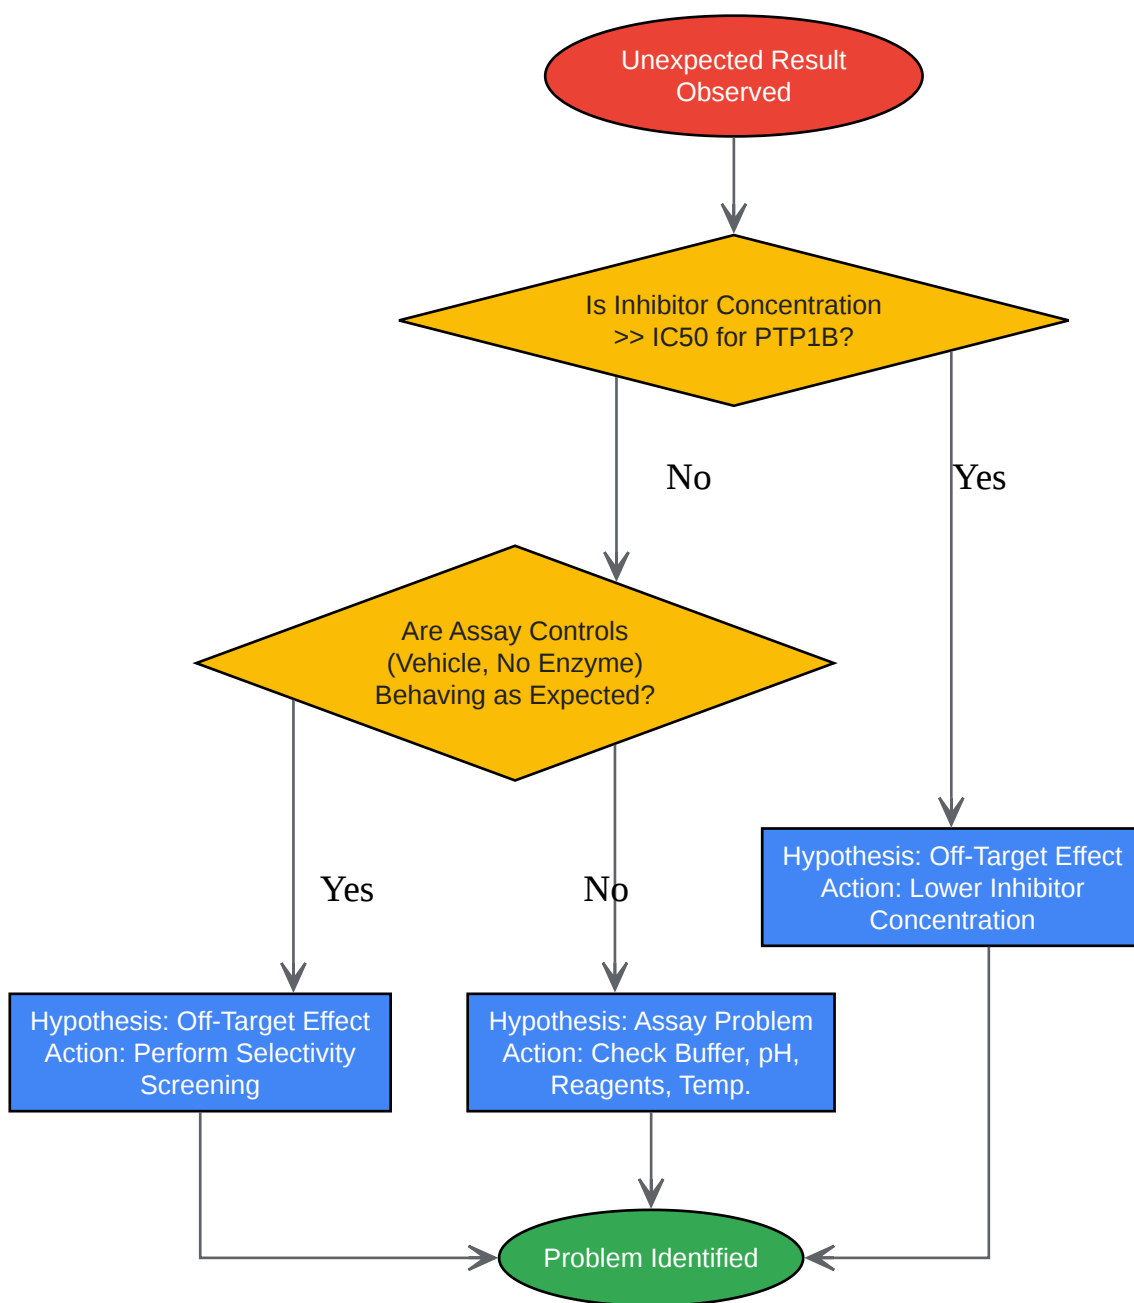 Unexpected Result
Observed
Is Inhibitor Concentration
>> IC50 for PTP1B?
No
Yes
Are Assay Controls
(Vehicle, No Enzyme)
Behaving as Expected?
Hypothesis: Off-Target Effect
Action: Lower Inhibitor
Concentration
Yes
No
Hypothesis: Off-Target Effect
Action: Perform Selectivity
Screening
Hypothesis: Assay Problem
Action: Check Buffer, pH,
Reagents, Temp.
Problem Identified